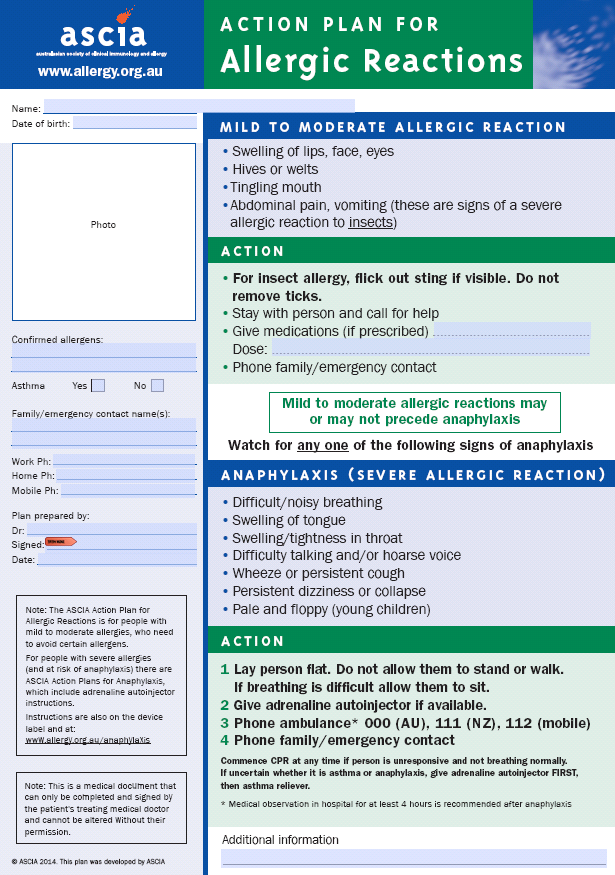 ascia
australasian society of clinical immunology and allergy
www.allergy.org.au
ACTION PLAN FOR
Allergic Reactions
Name:
Date of birth:
Photo
Confirmed allergens:
Asthma Yes No
Family/emergency contact name(s):
Work Ph:
Home Ph:
Mobile Ph:
Plan prepared by:
Dr:
Signed:
Date:
Note: The ASCIA Action Plan for
Allergic Reactions is for people with
mild to moderate allergies, who need
to avoid certain allergens.
For people with severe allergies
(and at risk of anaphylaxis) there are
ASCIA Action Plans for Anaphylaxis,
which include adrenaline autoinjector
instructions.
Instructions are also on the device
label and at:
www.allergy.org.au/anaphylaxis
Note: This is a medical document that
can only be completed and signed by
the patient's treating medical doctor
and cannot be altered without their
permission.
© ASCIA 2014. This plan was developed by ASCIA
MILD TO MODERATE ALLERGIC REACTION
• Swelling of lips, face, eyes
• Hives or welts
• Tingling mouth
• Abdominal pain, vomiting (these are signs of a severe
allergic reaction to insects)
ACTION
• For insect allergy, flick out sting if visible. Do not
remove ticks.
• Stay with person and call for help
• Give medications (if prescribed)
Dose:
• Phone family/emergency contact
Mild to moderate allergic reactions may
or may not precede anaphylaxis
Watch for any one of the following signs of anaphylaxis
ANAPHYLAXIS (SEVERE ALLERGIC REACTION)
• Difficult/noisy breathing
• Swelling of tongue
• Swelling/tightness in throat
• Difficulty talking and/or hoarse voice
• Wheeze or persistent cough
• Persistent dizziness or collapse
• Pale and floppy (young children)
ACTION
1 Lay person flat. Do not allow them to stand or walk.
If breathing is difficult allow them to sit.
2 Give adrenaline autoinjector if available.
3 Phone ambulance* 000 (AU), 111 (NZ), 112 (mobile)
4 Phone family/emergency contact
Commence CPR at any time if person is unresponsive and not breathing normally.
If uncertain whether it is asthma or anaphylaxis, give adrenaline autoinjector FIRST,
then asthma reliever.
* Medical observation in hospital for at least 4 hours is recommended after anaphylaxis
Additional information